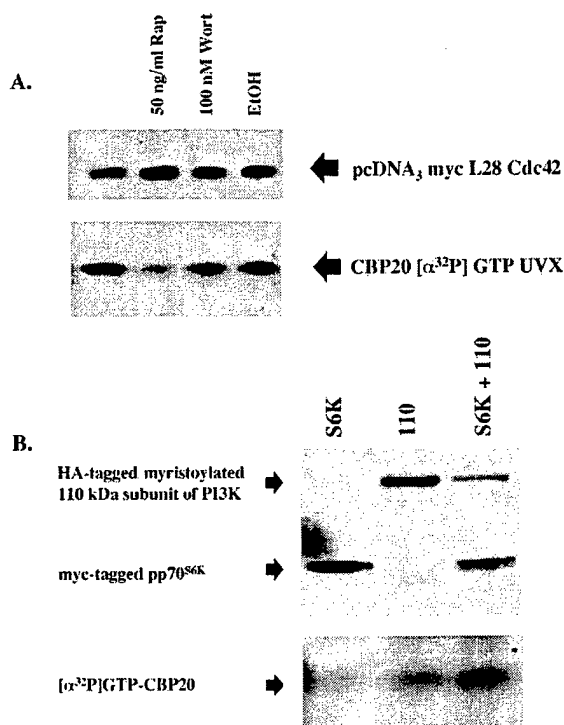 A.
50 ng/ml Rap
100 nM Wort
EtOH
pcDNA₃ myc L28 Cdc42
CBP20 [α³²P] GTP UVX
B.
S6K
110
S6K + 110
HA-tagged myristoylated
110 kDa subunit of PI3K
myc-tagged pp70ˢ⁶ᴷ
[α³²P]GTP-CBP20